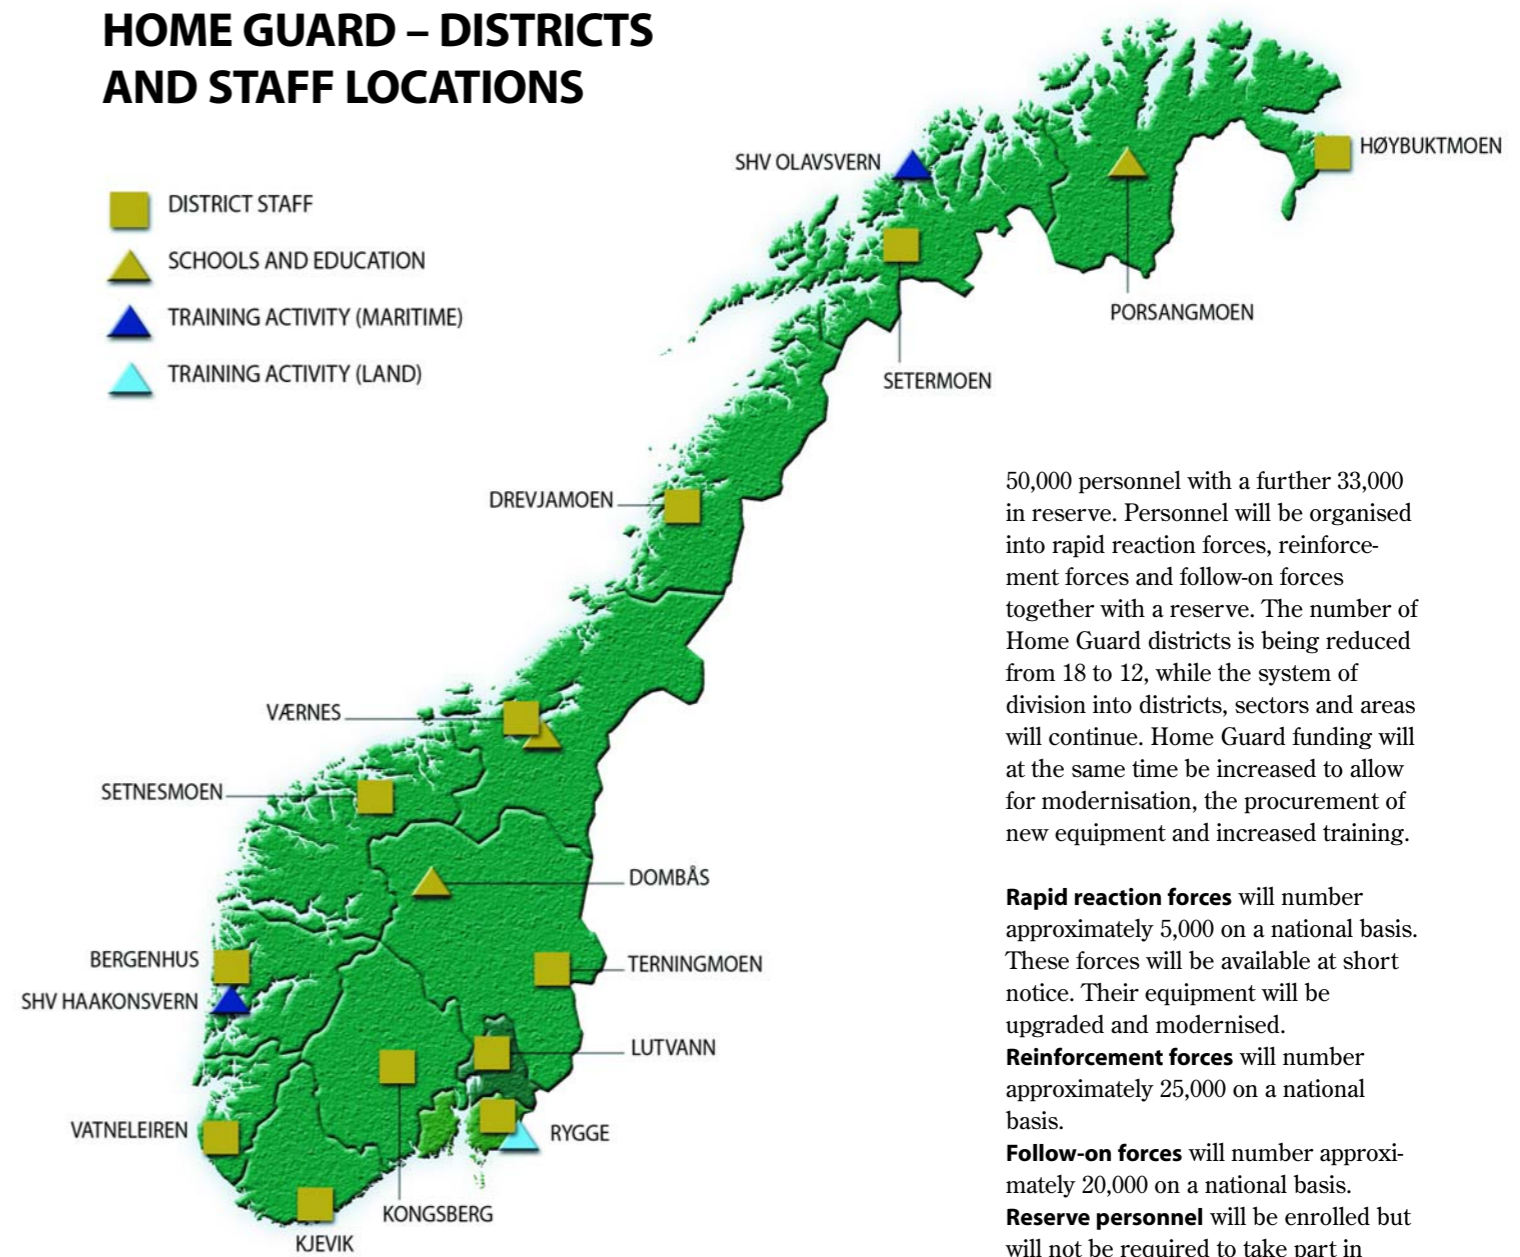 HOME GUARD – DISTRICTS
AND STAFF LOCATIONS
DISTRICT STAFF
SCHOOLS AND EDUCATION
TRAINING ACTIVITY (MARITIME)
TRAINING ACTIVITY (LAND)
SHV OLAVSVERN
HØYBUKTMOEN
PORSANGMOEN
SETERMOEN
DREVJAMOEN
VÆRNES
SETNESMOEN
DOMBÅS
BERGENHUS
TERNINGMOEN
SHV HAAKONSVERN
LUTVANN
VATNELEIREN
RYGGE
KONGSBERG
KJEVIK
50,000 personnel with a further 33,000
in reserve. Personnel will be organised
into rapid reaction forces, reinforce-
ment forces and follow-on forces
together with a reserve. The number of
Home Guard districts is being reduced
from 18 to 12, while the system of
division into districts, sectors and areas
will continue. Home Guard funding will
at the same time be increased to allow
for modernisation, the procurement of
new equipment and increased training.
Rapid reaction forces will number
approximately 5,000 on a national basis.
These forces will be available at short
notice. Their equipment will be
upgraded and modernised.
Reinforcement forces will number
approximately 25,000 on a national
basis.
Follow-on forces will number approxi-
mately 20,000 on a national basis.
Reserve personnel will be enrolled but
will not be required to take part in